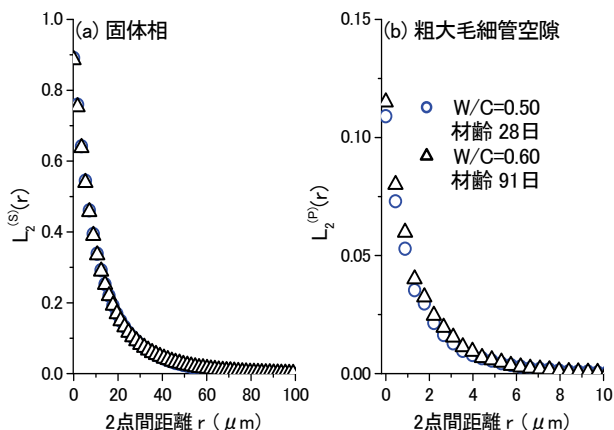 (a) 固体相
L₂⁽ˢ⁾(r)
1.0
0.8
0.6
0.4
0.2
0.0
0 20 40 60 80 100
2点間距離 r ( μm)
(b) 粗大毛細管空隙
W/C=0.50
材齢 28日
W/C=0.60
材齢 91日
L₂⁽ᴾ⁾(r)
0.15
0.10
0.05
0.00
0 2 4 6 8 10
2点間距離 r ( μm)